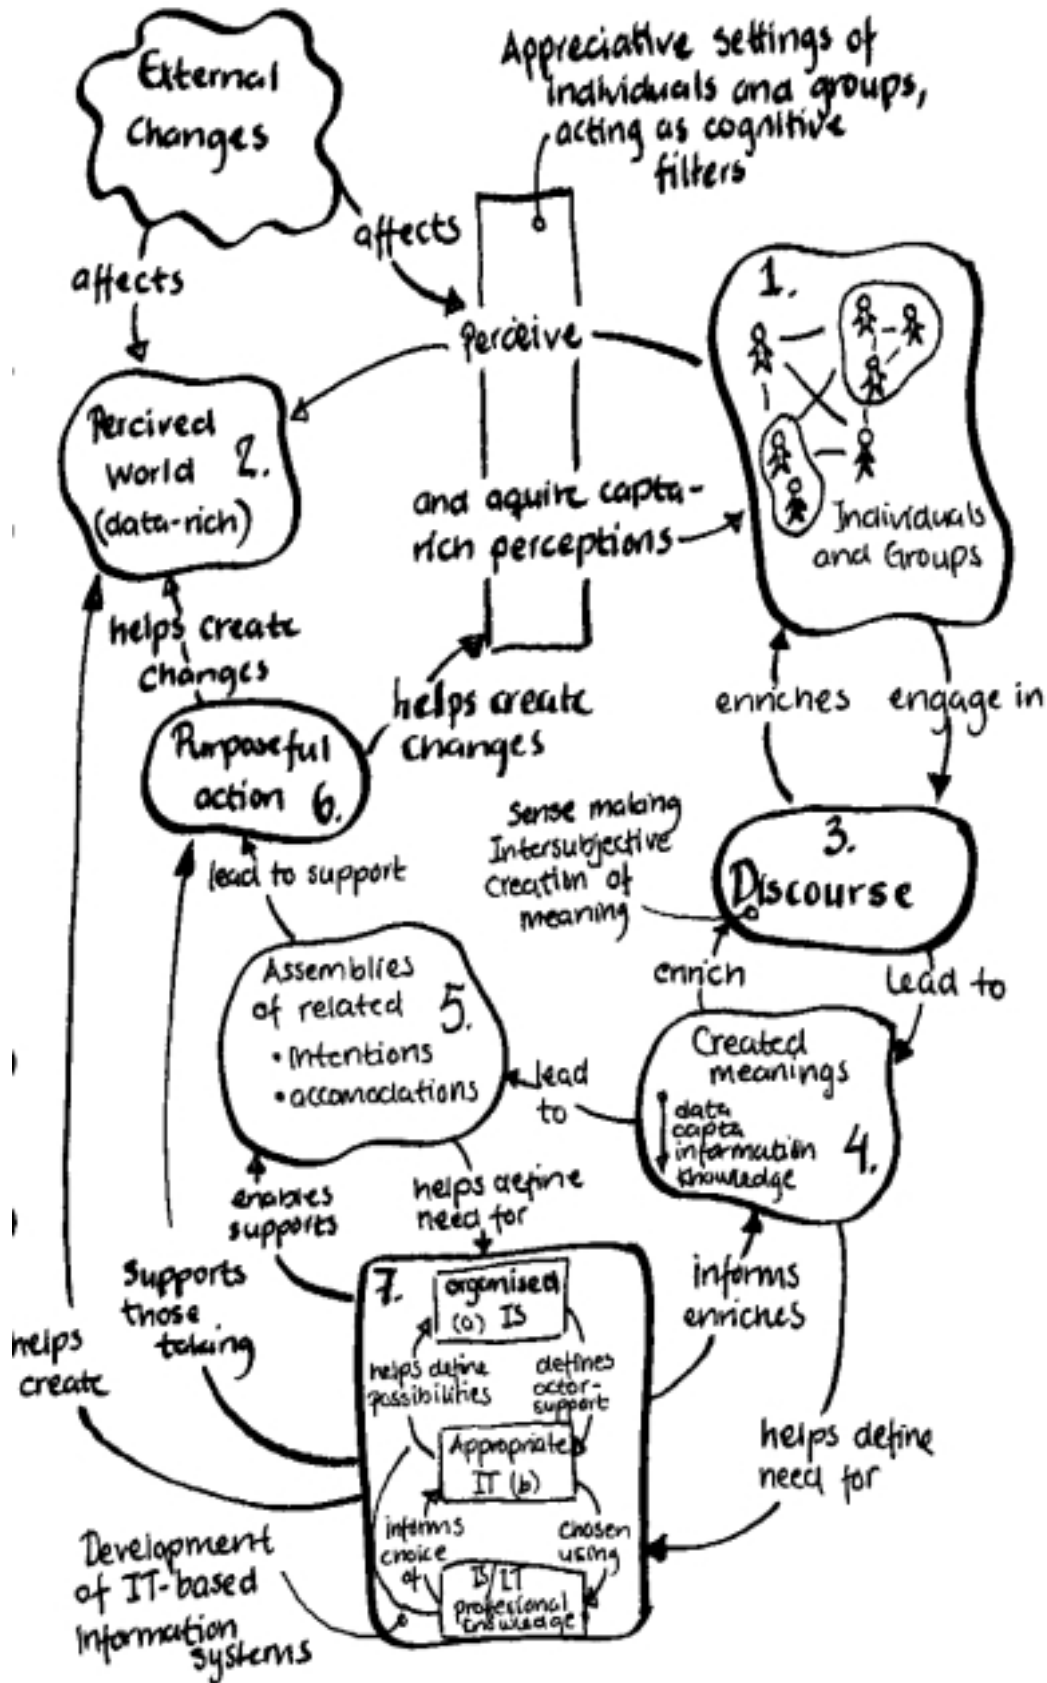 External
Changes
Appreciative settings of
individuals and groups,
acting as cognitive
filters
affects
affects
Perceive
1.
Percived
World 2.
(data-rich)
and aquire capta-
rich perceptions
Individuals
and Groups
helps create
changes
helps create
changes
enriches
engage in
Purposeful
action 6.
Sense making
Intersubjective
Creation of
meaning
3.
Discourse
lead to support
enrich
Lead to
Assemblies
of related 5.
• intentions
• accomodations
Created
meanings
data
capta
information 4.
knowledge
lead
to
enables
supports
helps define
need for
informs
enriches
Supports
those
taking
helps
create
7.
organised
(a) IS
helps define
possibilities
defines
actor-
support
Appropriate
IT (b)
helps define
need for
informs
choice
of
chosen
using
IS/IT
profesional
knowledge
Development
of IT-based
information
systems